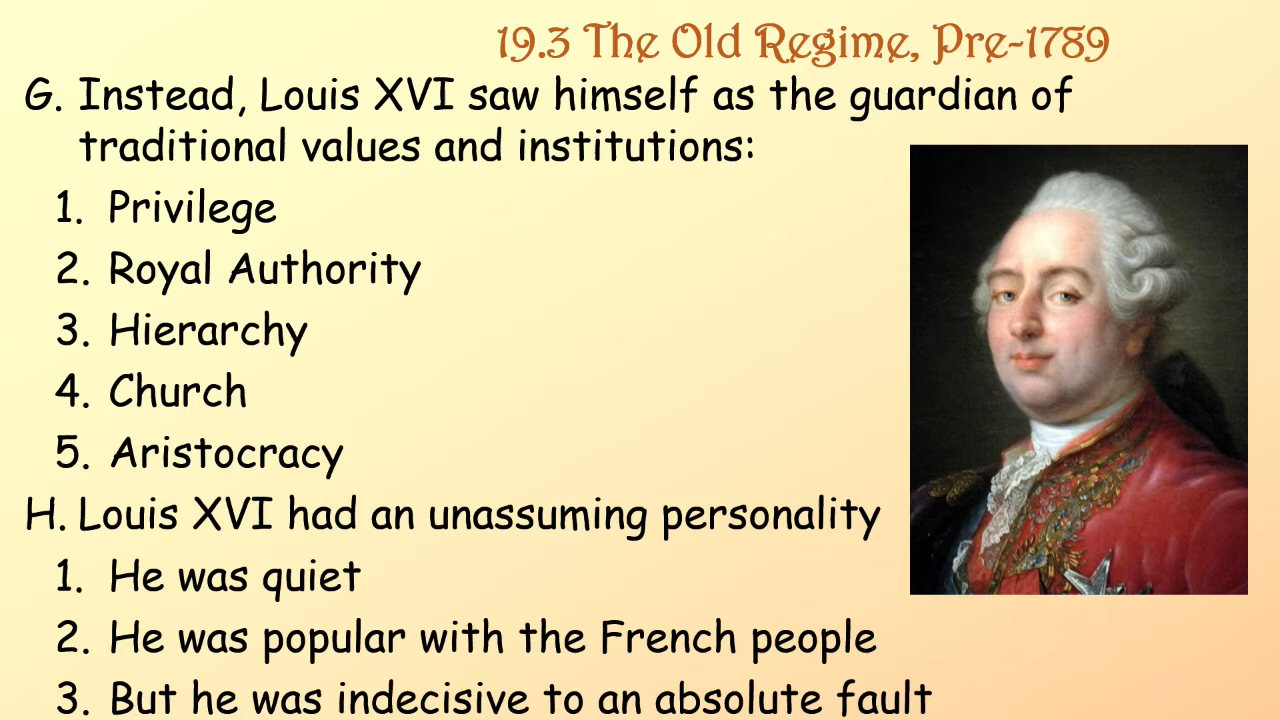 19.3 The Old Regime, Pre-1789
G. Instead, Louis XVI saw himself as the guardian of
traditional values and institutions:
1. Privilege
2. Royal Authority
3. Hierarchy
4. Church
5. Aristocracy
H. Louis XVI had an unassuming personality
1. He was quiet
2. He was popular with the French people
3. But he was indecisive to an absolute fault